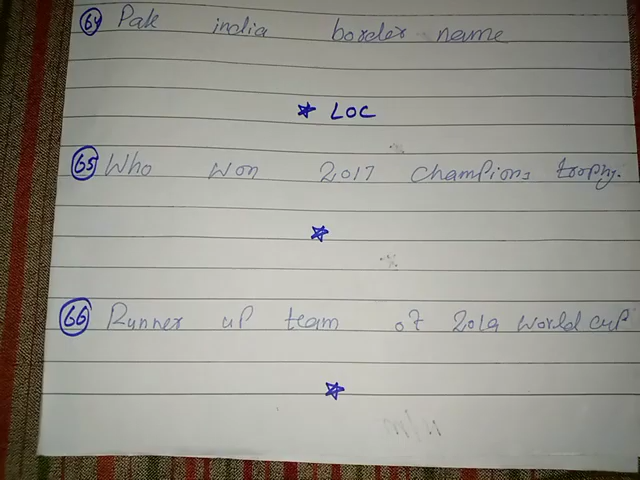 64 Pak india border name
* LOC
65 Who won 2017 Champions trophy.
*
66 Runner up team of 2019 world cup
*